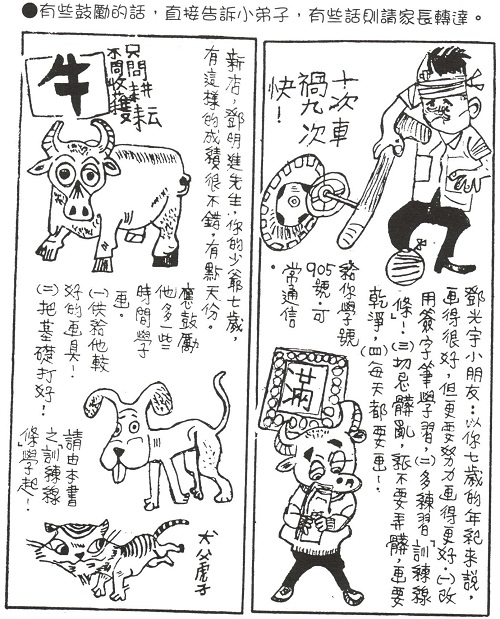 ●有些鼓勵的話，直接告訴小弟子，有些話則請家長轉達。
十次車
禍九次
快！
鄧光宇小朋友：以你七歲的年紀來說，
畫得很好，但更要努力畫得更好。(一)改
用簽字筆學習，(二)多練習「訓練線
條」！(三)切忌髒亂，紙不要弄髒，畫要
乾淨，(四)每天都要畫！
發你學號
905號，可
常通信。
英
新店，鄧明進先生，你的少爺七歲，
有這樣的成績很不錯，有點天份。
應鼓勵
他多一些
時間學
畫。
(一)供給他較
好的畫具！
(二)把基礎打好！
只問耕耘
不問收穫
牛
請由本書
之訓練線
條學起！
犬父虎子